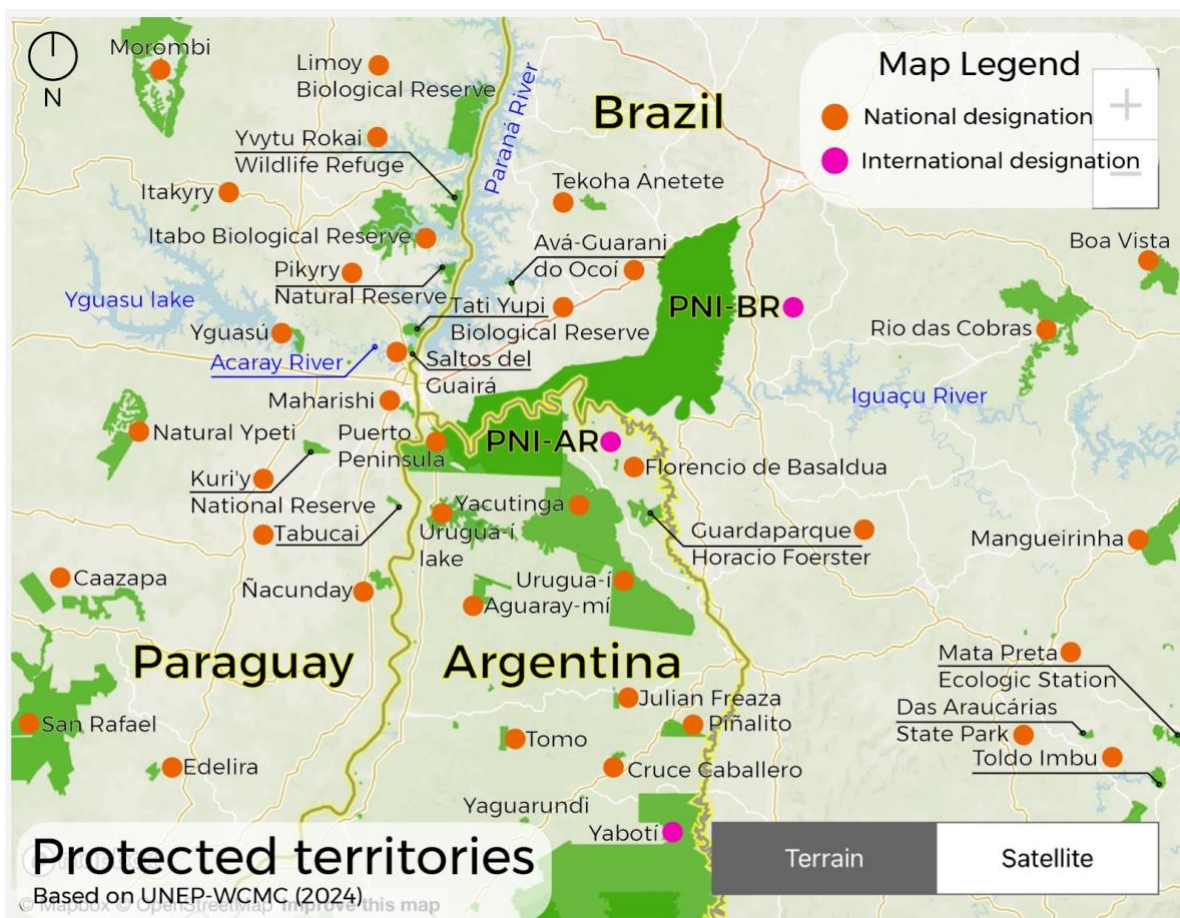 Morombi
N
Limoy
Biological Reserve
Paraná River
Brazil
Map Legend
+
National designation
International designation
−
Yvytu Rokai
Wildlife Refuge
Itakyry
Tekoha Anetete
Itabo Biological Reserve
Avá-Guarani
do Ocoí
Boa Vista
Pikyry
Natural Reserve
Yguasu lake
Tati Yupi
Biological Reserve
PNI-BR
Yguasú
Rio das Cobras
Acaray River
Saltos del
Guairá
Maharishi
Iguaçu River
Natural Ypeti
Puerto
Peninsula
PNI-AR
Kuri'y
National Reserve
Florencio de Basaldua
Tabucai
Urugua-í
lake
Yacutinga
Guardaparque
Horacio Foerster
Mangueirinha
Caazapa
Ñacunday
Urugua-í
Aguaray-mí
Paraguay
Argentina
Mata Preta
Ecologic Station
Das Araucárias
State Park
Toldo Imbu
San Rafael
Julian Freaza
Piñalito
Tomo
Edelira
Cruce Caballero
Yaguarundi
Yabotí
Protected territories
Based on UNEP-WCMC (2024)
© Mapbox © OpenStreetMap Improve this map
Terrain
Satellite